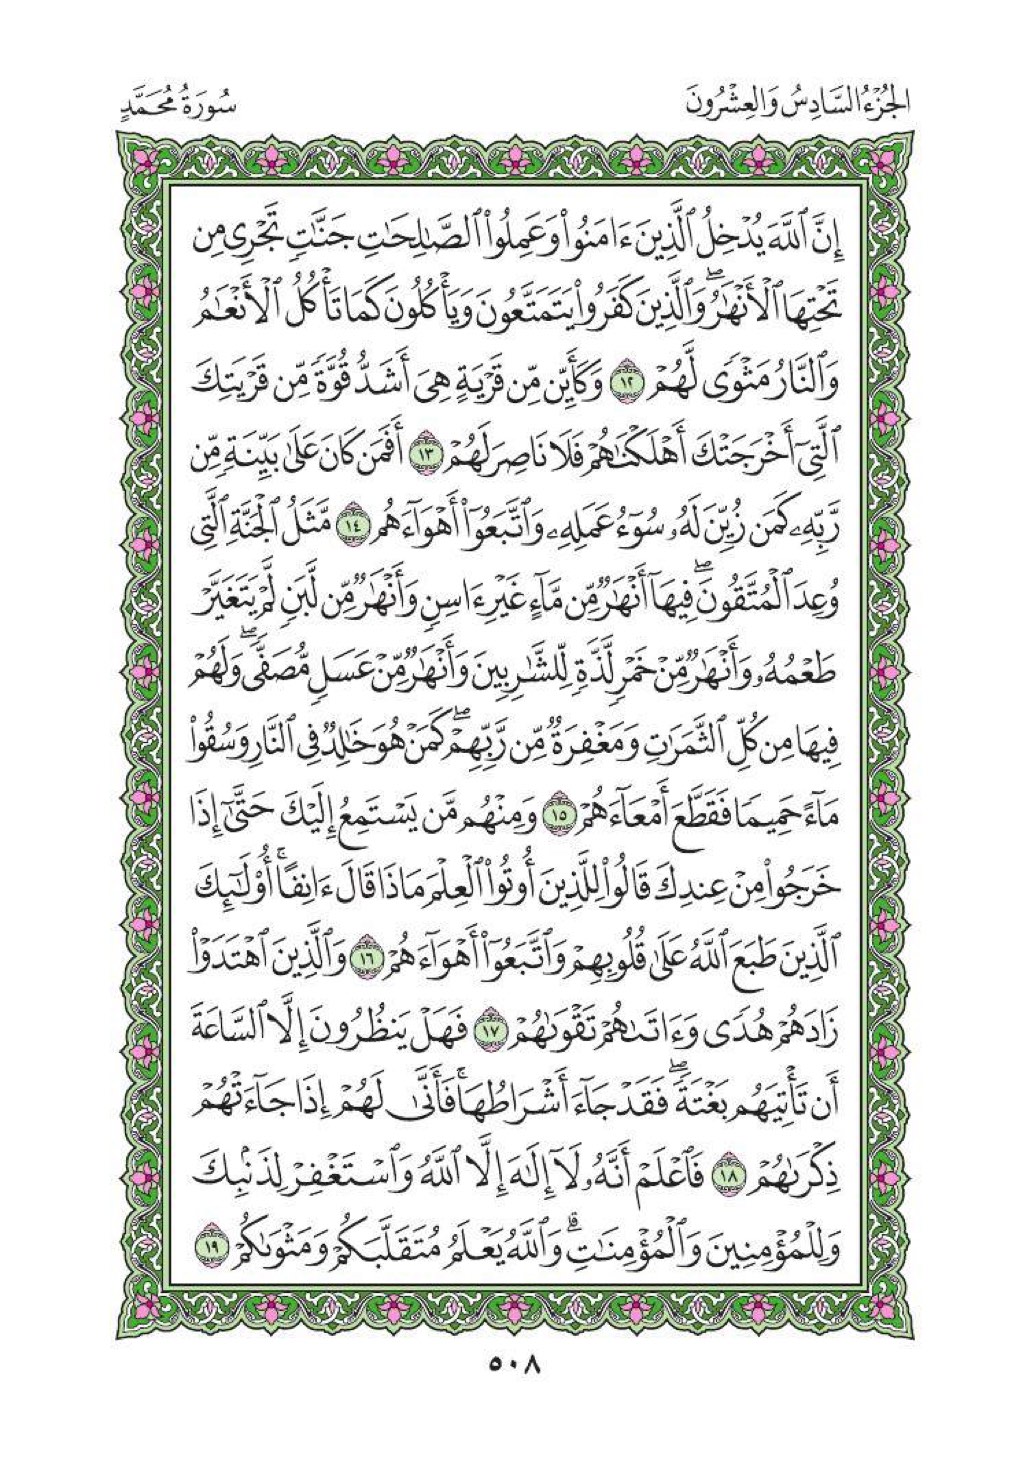 الجُزْءُ السَّادِسُ وَالعِشْرُونَ
سُورَةُ مُحَمَّدٍ
إِنَّ ٱللَّهَ يُدْخِلُ ٱلَّذِينَ ءَامَنُوا۟ وَعَمِلُوا۟ ٱلصَّـٰلِحَـٰتِ جَنَّـٰتٍ تَجْرِى مِن
تَحْتِهَا ٱلْأَنْهَـٰرُ ۖ وَٱلَّذِينَ كَفَرُوا۟ يَتَمَتَّعُونَ وَيَأْكُلُونَ كَمَا تَأْكُلُ ٱلْأَنْعَـٰمُ
وَٱلنَّارُ مَثْوًى لَّهُمْ ١٢ وَكَأَيِّن مِّن قَرْيَةٍ هِىَ أَشَدُّ قُوَّةً مِّن قَرْيَتِكَ
ٱلَّتِىٓ أَخْرَجَتْكَ أَهْلَكْنَـٰهُمْ فَلَا نَاصِرَ لَهُمْ ١٣ أَفَمَن كَانَ عَلَىٰ بَيِّنَةٍ مِّن
رَّبِّهِۦ كَمَن زُيِّنَ لَهُۥ سُوٓءُ عَمَلِهِۦ وَٱتَّبَعُوٓا۟ أَهْوَآءَهُم ١٤ مَّثَلُ ٱلْجَنَّةِ ٱلَّتِى
وُعِدَ ٱلْمُتَّقُونَ ۖ فِيهَآ أَنْهَـٰرٌ مِّن مَّآءٍ غَيْرِ ءَاسِنٍ وَأَنْهَـٰرٌ مِّن لَّبَنٍ لَّمْ يَتَغَيَّرْ
طَعْمُهُۥ وَأَنْهَـٰرٌ مِّنْ خَمْرٍ لَّذَّةٍ لِّلشَّـٰرِبِينَ وَأَنْهَـٰرٌ مِّنْ عَسَلٍ مُّصَفًّى ۖ وَلَهُمْ
فِيهَا مِن كُلِّ ٱلثَّمَرَٰتِ وَمَغْفِرَةٌ مِّن رَّبِّهِمْ ۖ كَمَنْ هُوَ خَـٰلِدٌ فِى ٱلنَّارِ وَسُقُوا۟
مَآءً حَمِيمًا فَقَطَّعَ أَمْعَآءَهُمْ ١٥ وَمِنْهُم مَّن يَسْتَمِعُ إِلَيْكَ حَتَّىٰٓ إِذَا
خَرَجُوا۟ مِنْ عِندِكَ قَالُوا۟ لِلَّذِينَ أُوتُوا۟ ٱلْعِلْمَ مَاذَا قَالَ ءَانِفًا ۚ أُو۟لَـٰٓئِكَ
ٱلَّذِينَ طَبَعَ ٱللَّهُ عَلَىٰ قُلُوبِهِمْ وَٱتَّبَعُوٓا۟ أَهْوَآءَهُمْ ١٦ وَٱلَّذِينَ ٱهْتَدَوْا۟
زَادَهُمْ هُدًى وَءَاتَىٰهُمْ تَقْوَىٰهُمْ ١٧ فَهَلْ يَنظُرُونَ إِلَّا ٱلسَّاعَةَ
أَن تَأْتِيَهُم بَغْتَةً ۖ فَقَدْ جَآءَ أَشْرَاطُهَا ۚ فَأَنَّىٰ لَهُمْ إِذَا جَآءَتْهُمْ
ذِكْرَىٰهُمْ ١٨ فَٱعْلَمْ أَنَّهُۥ لَآ إِلَـٰهَ إِلَّا ٱللَّهُ وَٱسْتَغْفِرْ لِذَنۢبِكَ
وَلِلْمُؤْمِنِينَ وَٱلْمُؤْمِنَـٰتِ ۗ وَٱللَّهُ يَعْلَمُ مُتَقَلَّبَكُمْ وَمَثْوَىٰكُمْ ١٩
٥٠٨